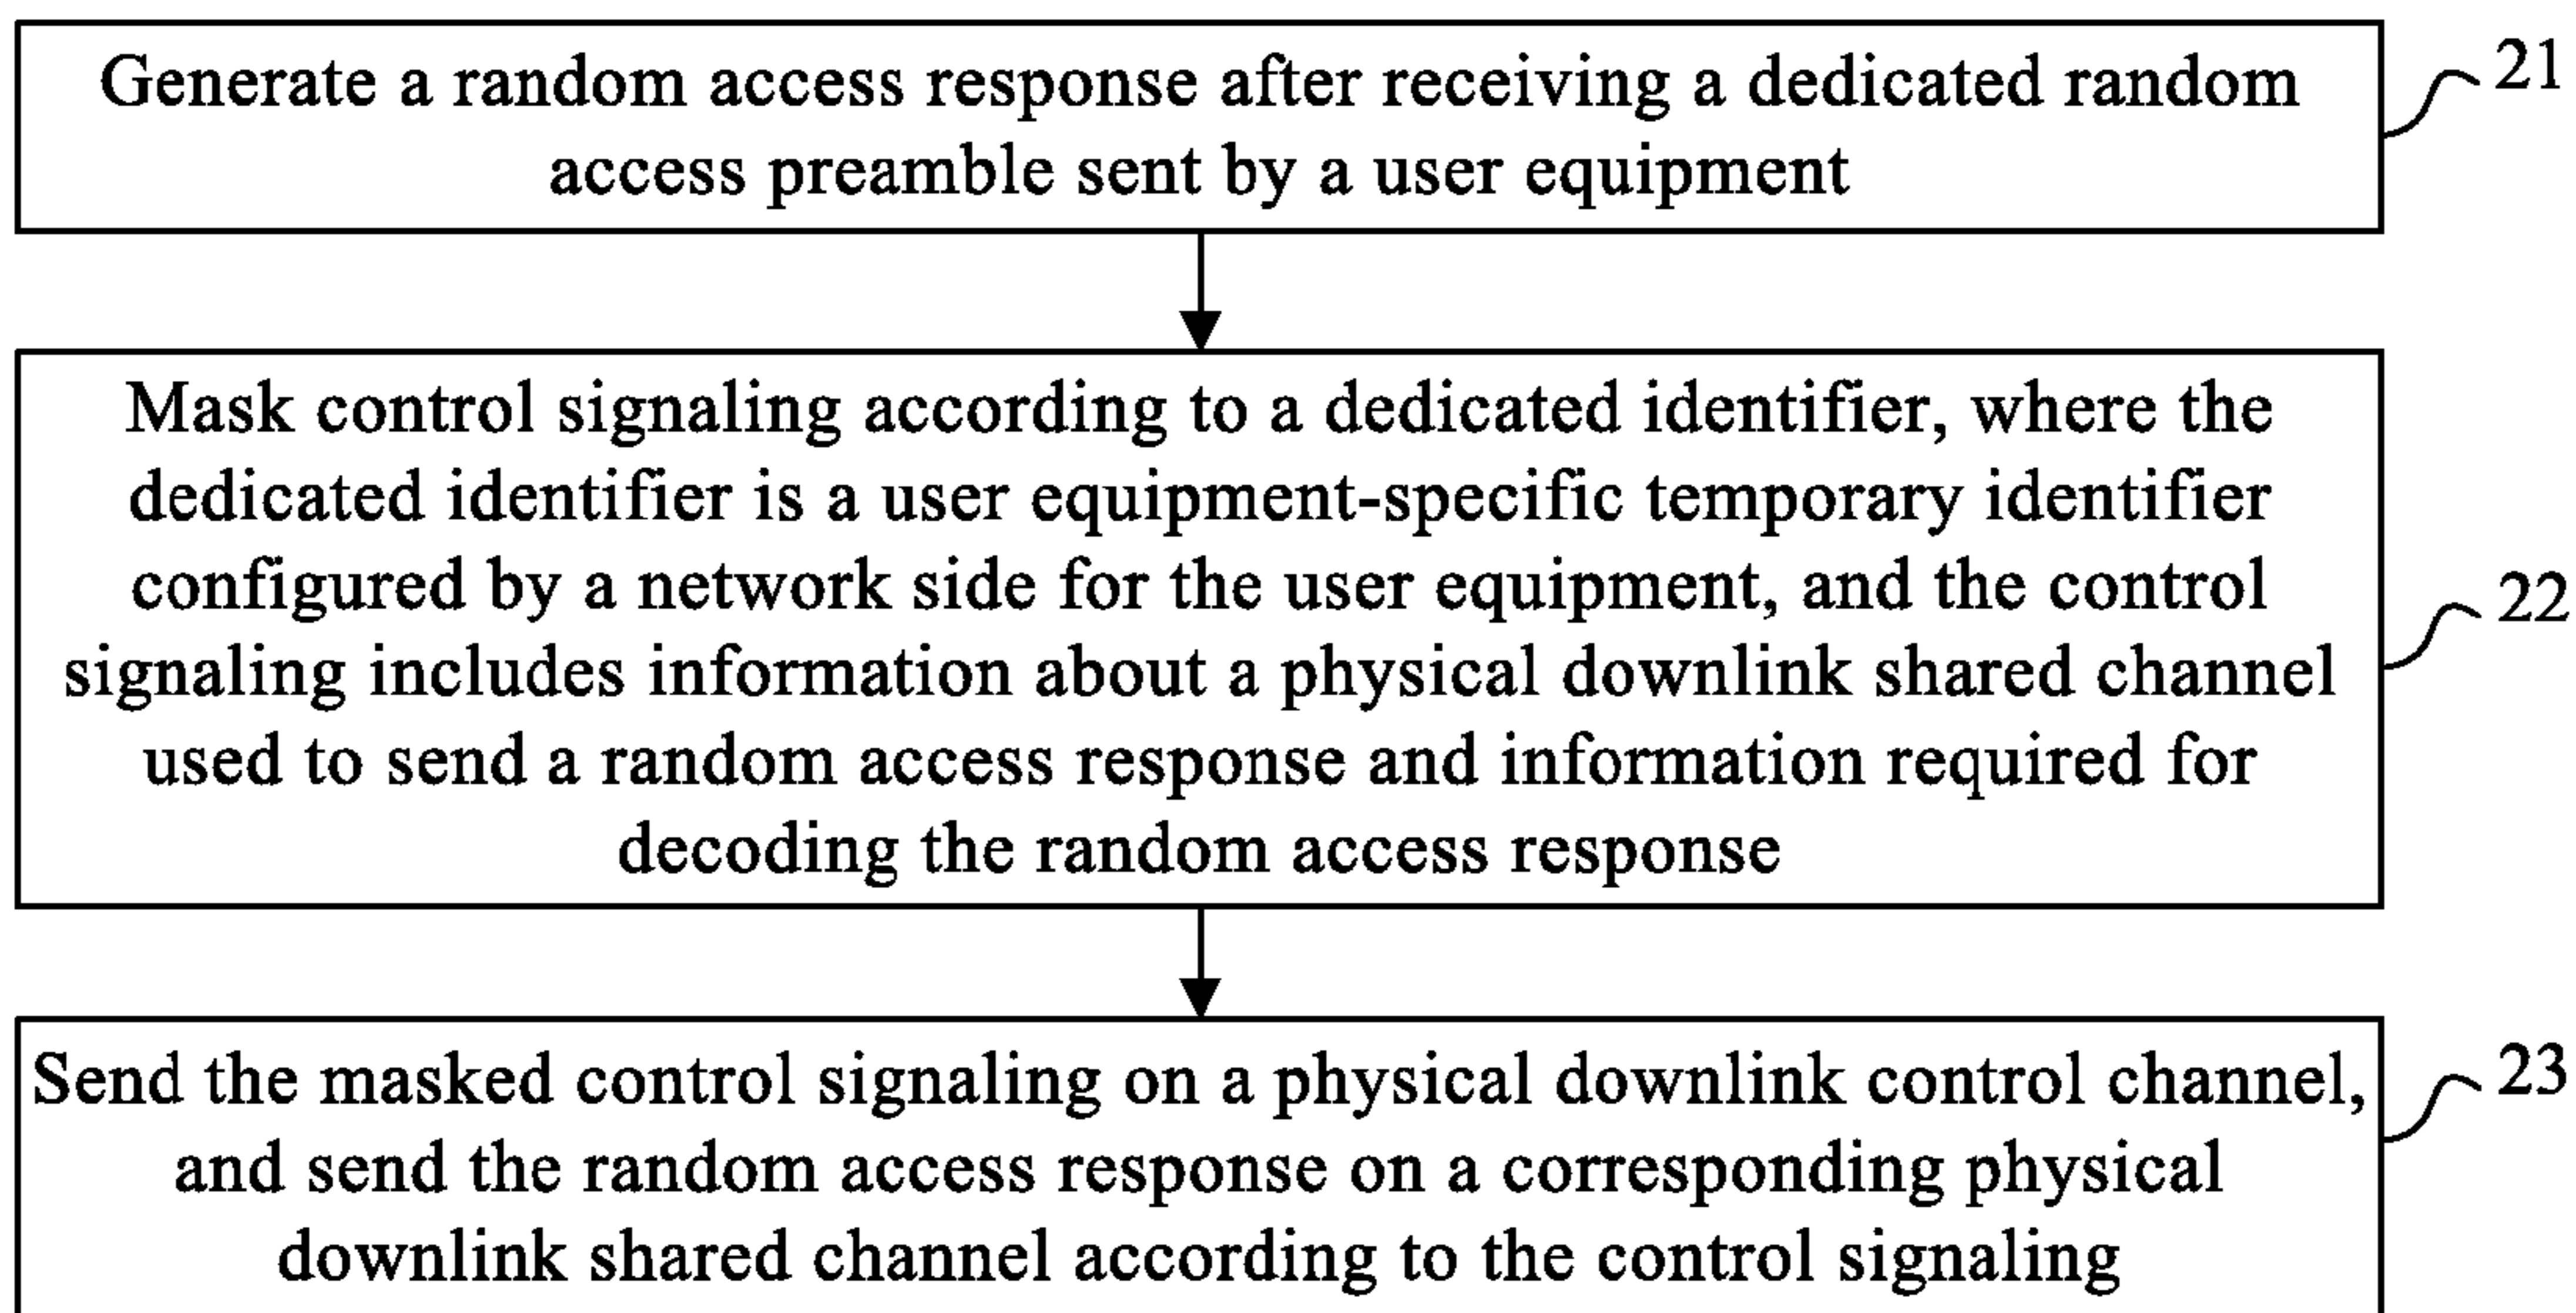 Generate a random access response after receiving a dedicated random
access preamble sent by a user equipment
21
Mask control signaling according to a dedicated identifier, where the
dedicated identifier is a user equipment-specific temporary identifier
configured by a network side for the user equipment, and the control
signaling includes information about a physical downlink shared channel
used to send a random access response and information required for
decoding the random access response
22
Send the masked control signaling on a physical downlink control channel,
and send the random access response on a corresponding physical
downlink shared channel according to the control signaling
23